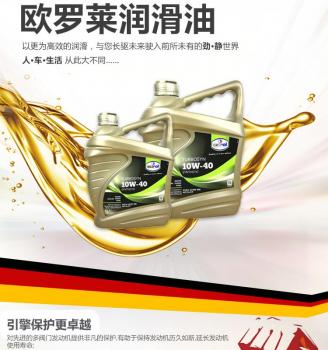 欧罗莱润滑油
以更为高效的润滑，与您长驱未来驶入前所未有的劲·静世界
人·车·生活 从此大不同......
TURBOSYN
10W-40
TURBOSYN
10W-40
引擎保护更卓越
对先进的多阀门发动机提供非凡的保护,有助于保持发动机历久如新,延长发动机
使用寿命;